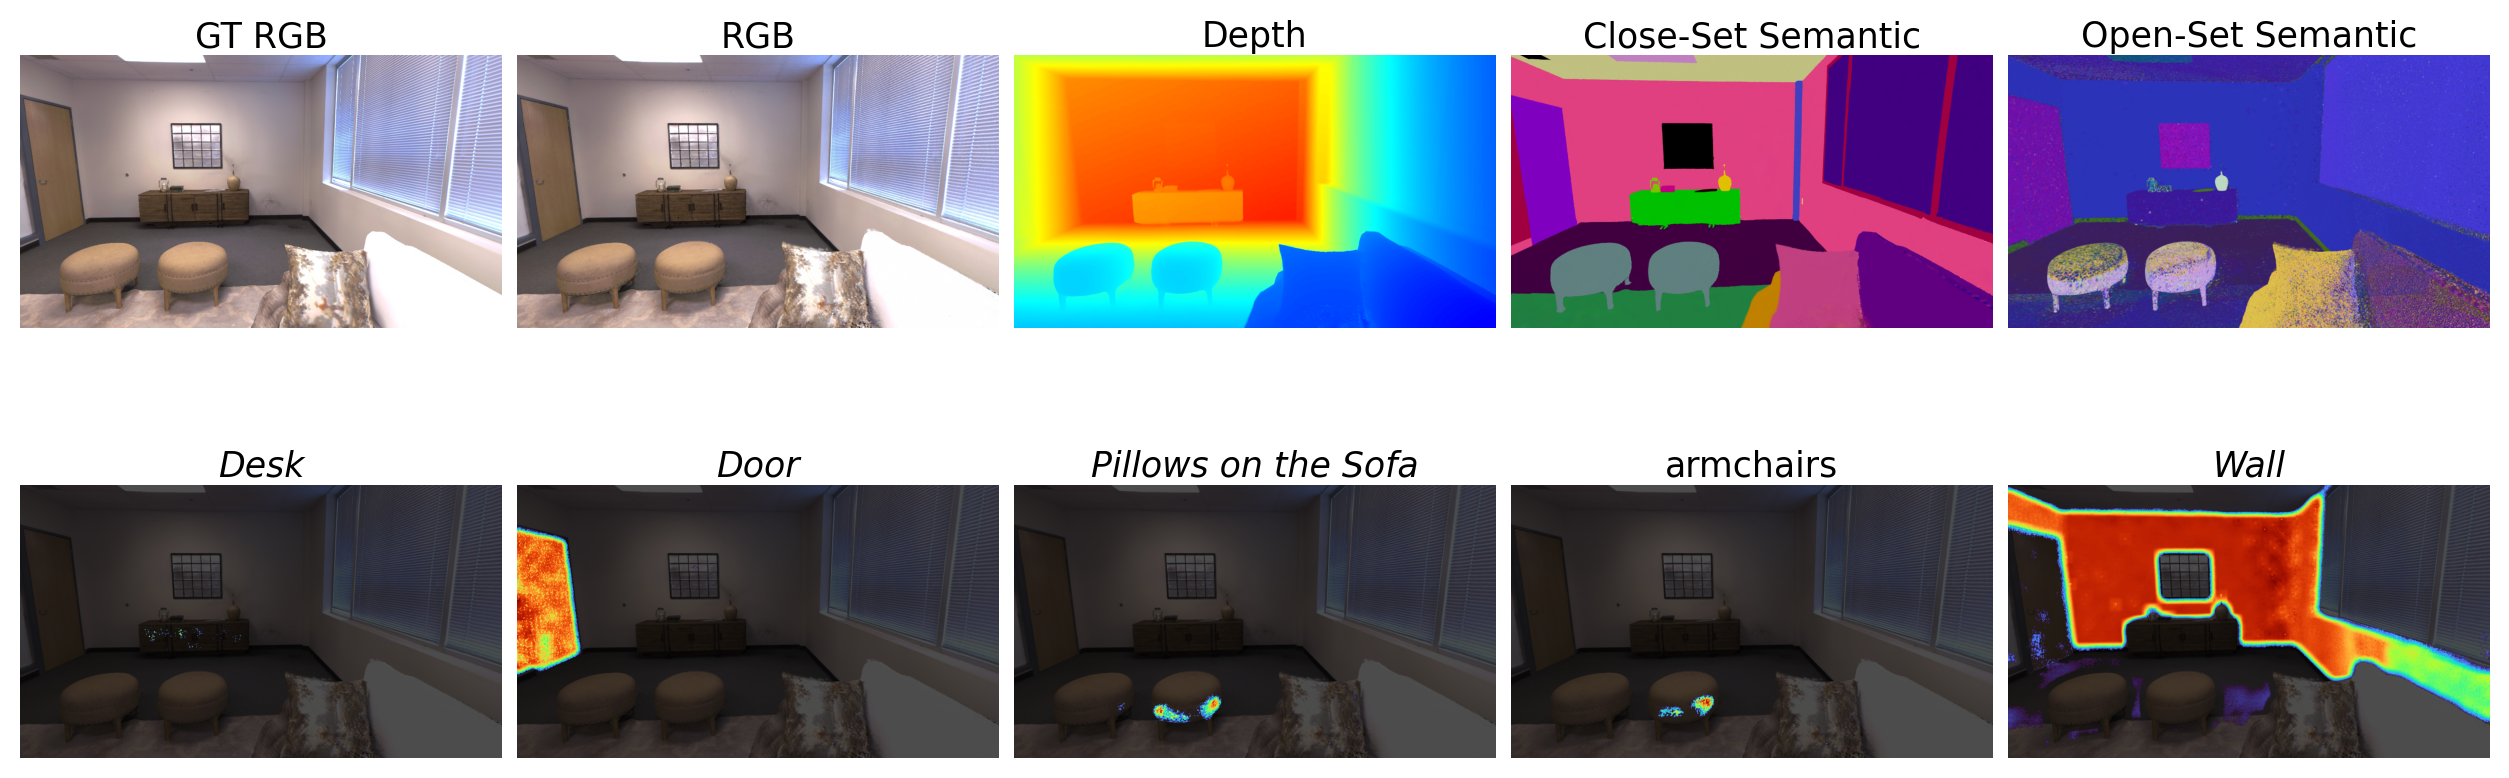 GT RGB
RGB
Depth
Close-Set Semantic
Open-Set Semantic
Desk
Door
Pillows on the Sofa
armchairs
Wall